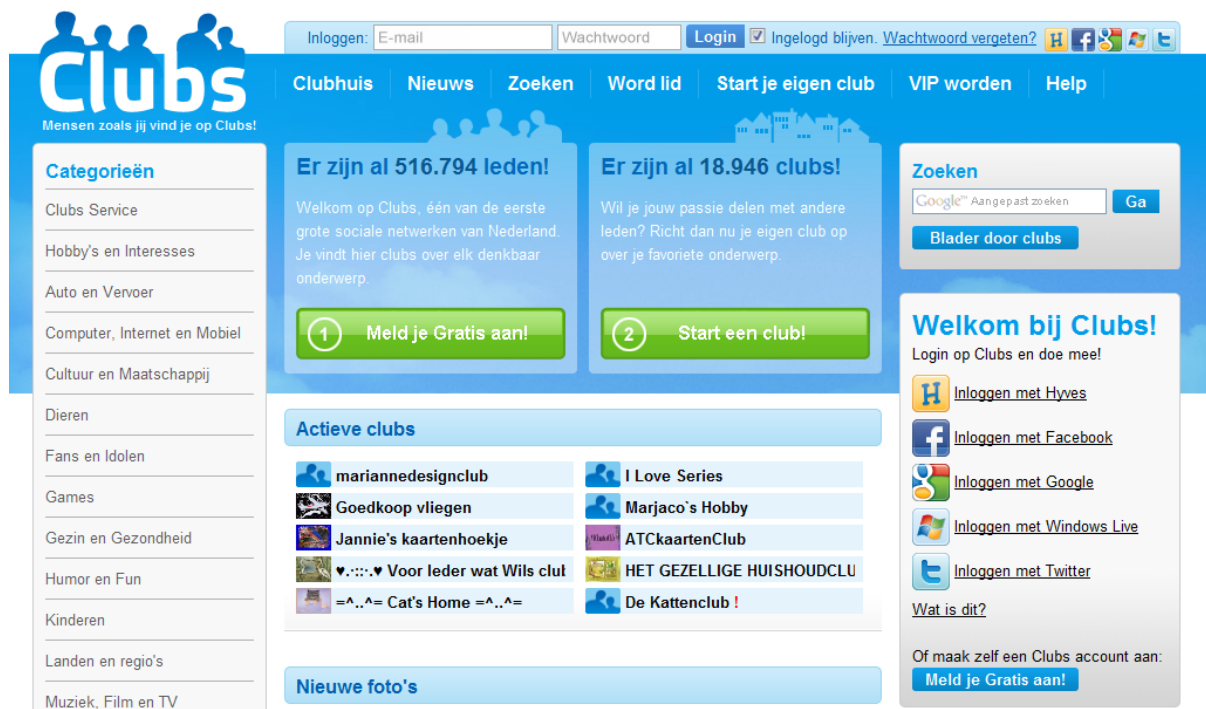 Clubs
Mensen zoals jij vind je op Clubs!
Inloggen: E-mail Wachtwoord Login Ingelogd blijven. Wachtwoord vergeten?
Clubhuis Nieuws Zoeken Word lid Start je eigen club VIP worden Help
Categorieën
Clubs Service
Hobby's en Interesses
Auto en Vervoer
Computer, Internet en Mobiel
Cultuur en Maatschappij
Dieren
Fans en Idolen
Games
Gezin en Gezondheid
Humor en Fun
Kinderen
Landen en regio's
Muziek, Film en TV
Er zijn al 516.794 leden!
Welkom op Clubs, één van de eerste
grote sociale netwerken van Nederland.
Je vindt hier clubs over elk denkbaar
onderwerp.
1 Meld je Gratis aan!
Er zijn al 18.946 clubs!
Wil je jouw passie delen met andere
leden? Richt dan nu je eigen club op
over je favoriete onderwerp.
2 Start een club!
Actieve clubs
mariannedesignclub
I Love Series
Goedkoop vliegen
Marjaco`s Hobby
Jannie's kaartenhoekje
ATCkaartenClub
♥.·::·.♥ Voor Ieder wat Wils club
HET GEZELLIGE HUISHOUDCLU
=^..^= Cat's Home =^..^=
De Kattenclub !
Nieuwe foto's
Zoeken
Google™ Aangepast zoeken Ga
Blader door clubs
Welkom bij Clubs!
Login op Clubs en doe mee!
Inloggen met Hyves
Inloggen met Facebook
Inloggen met Google
Inloggen met Windows Live
Inloggen met Twitter
Wat is dit?
Of maak zelf een Clubs account aan:
Meld je Gratis aan!